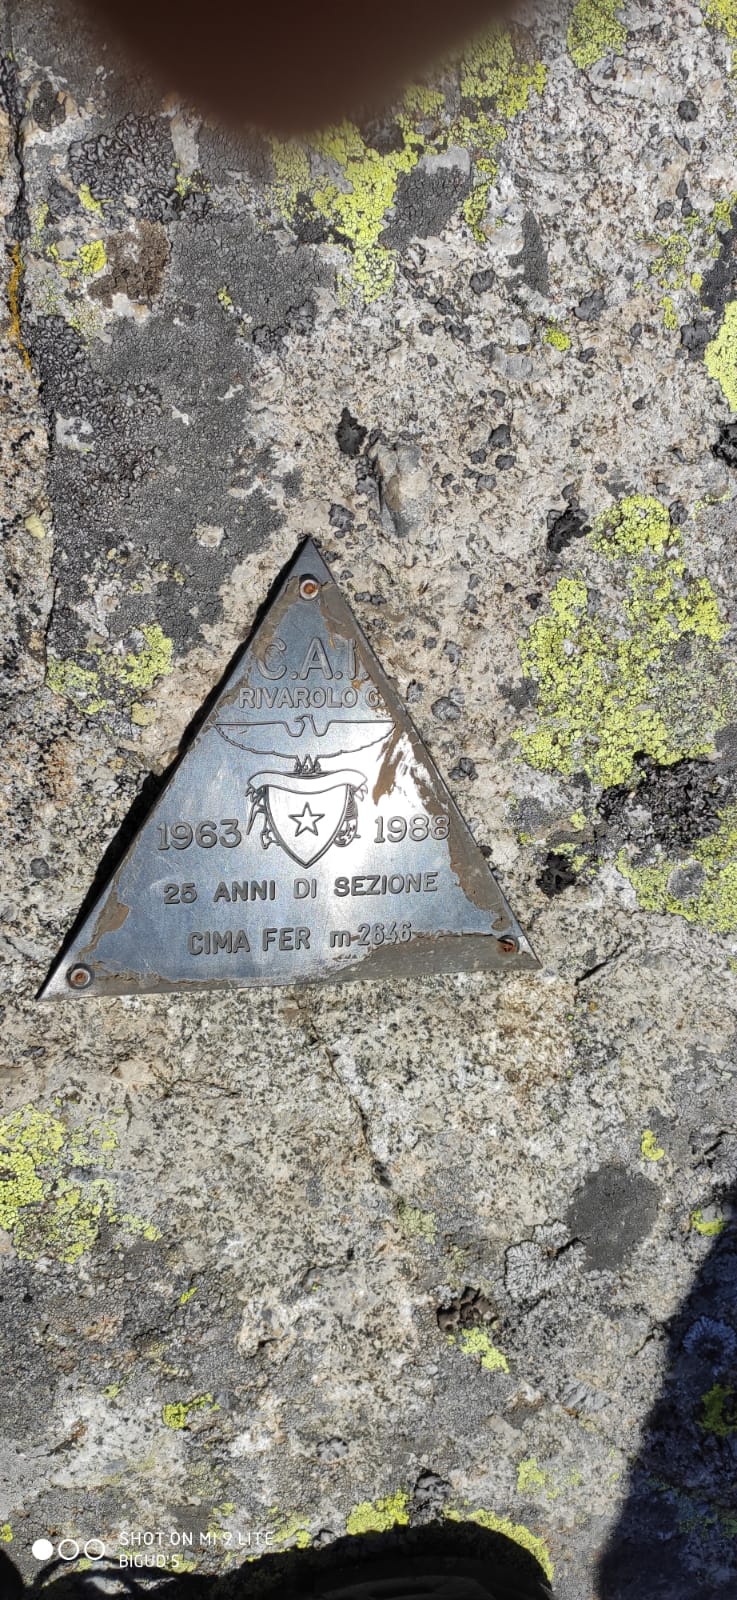 C.A.I.
RIVAROLO G.
1963 1988
25 ANNI DI SEZIONE
CIMA FER m-2646
SHOT ON MI 9 LITE
BIGUD'S